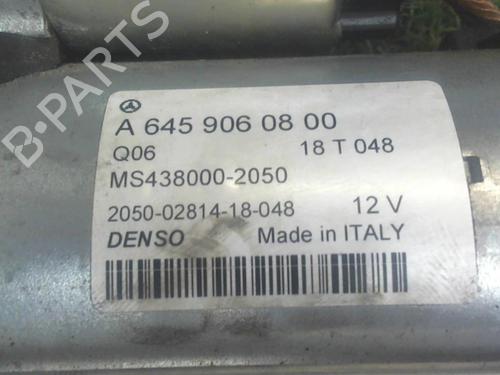 A 645 906 08 00
Q06 18 T 048
MS438000-2050
2050-02814-18-048 12 V
DENSO Made in ITALY
B-PARTS